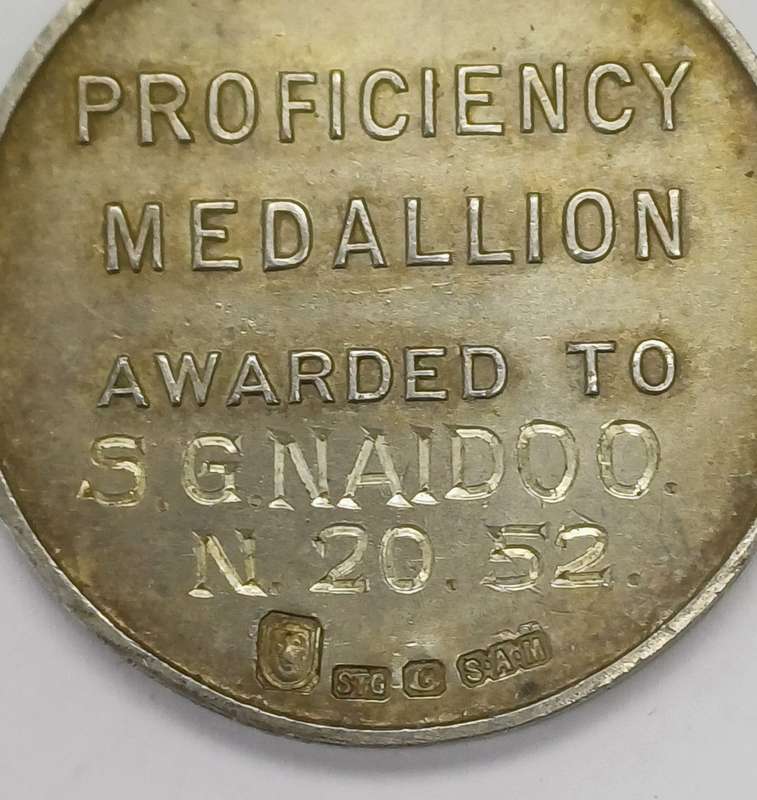 PROFICIENCY
MEDALLION
AWARDED TO
S.G.NAIDOO.
N.20.52.
STG G S·A·M